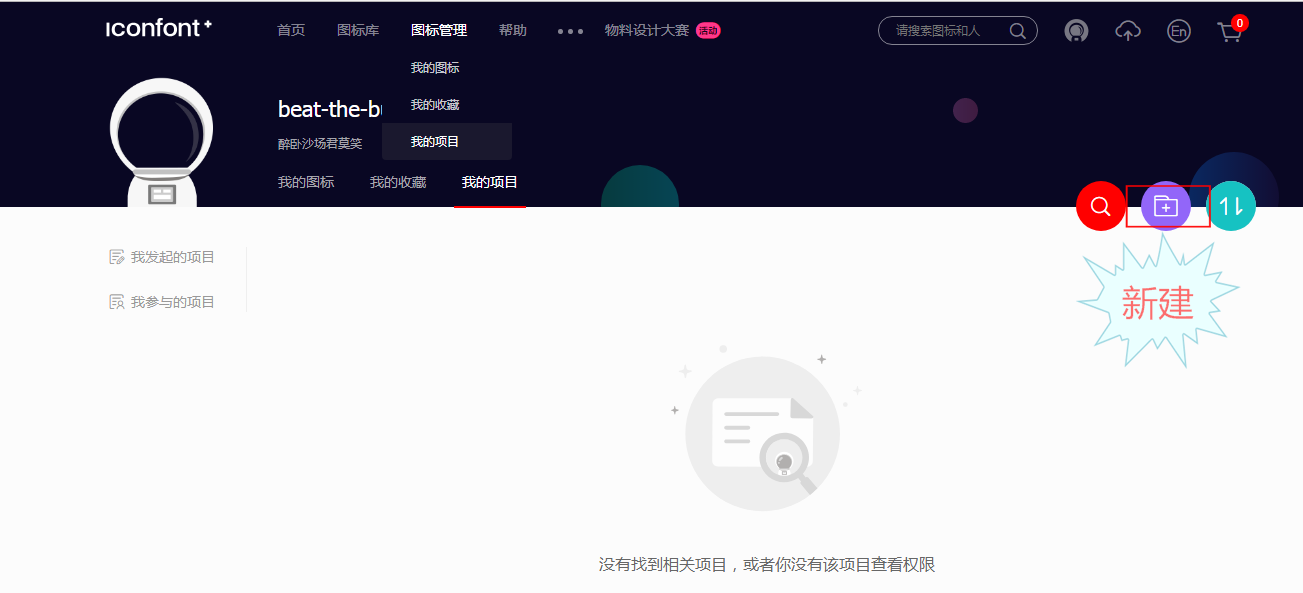 ıconfont+
首页 图标库 图标管理 帮助 ••• 物料设计大赛 活动 请搜索图标和人 En 0
我的图标
我的收藏
beat-the-b
我的项目
醉卧沙场君莫笑
我的图标 我的收藏 我的项目
我发起的项目
我参与的项目
新建
没有找到相关项目，或者你没有该项目查看权限